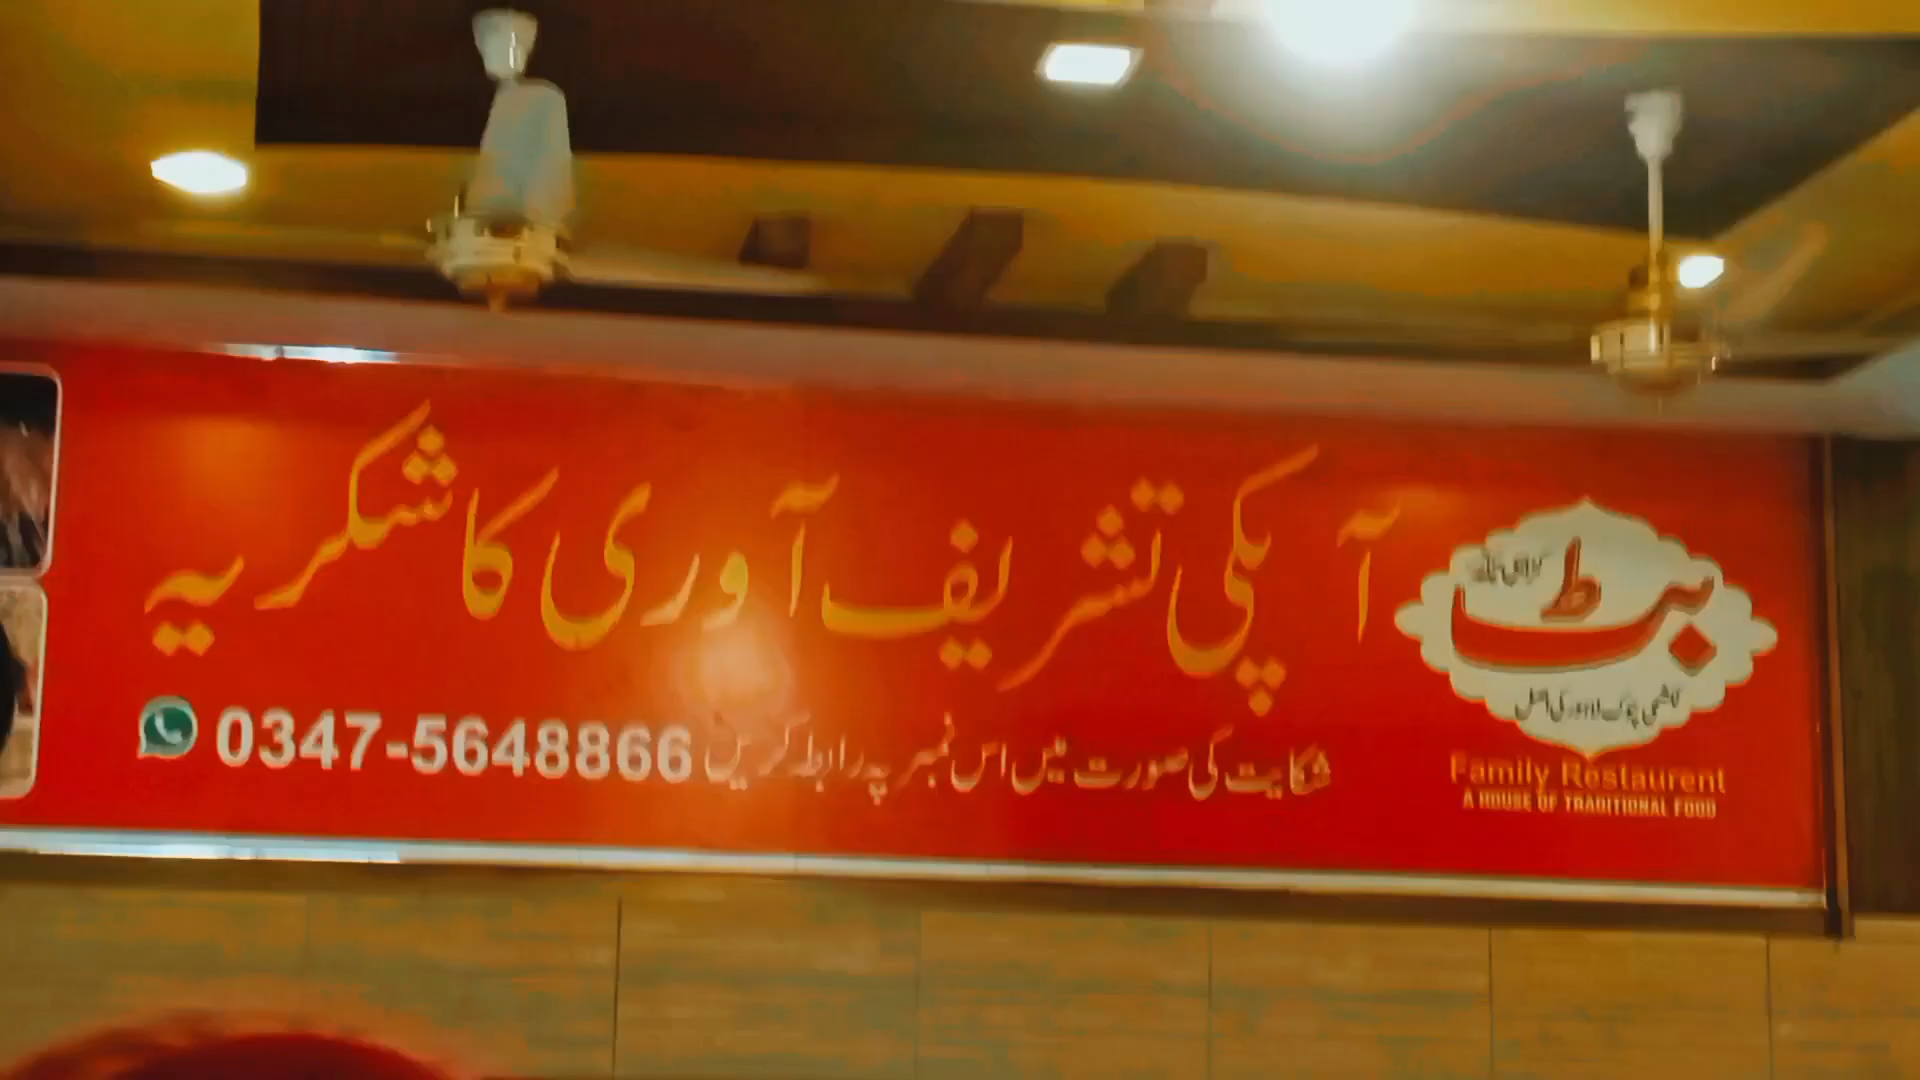 آپکی تشریف آوری کا شکریہ
شکایت کی صورت میں اس نمبر پہ رابطہ کریں 0347-5648866
بٹ
Family Restaurent
A HOUSE OF TRADITIONAL FOOD